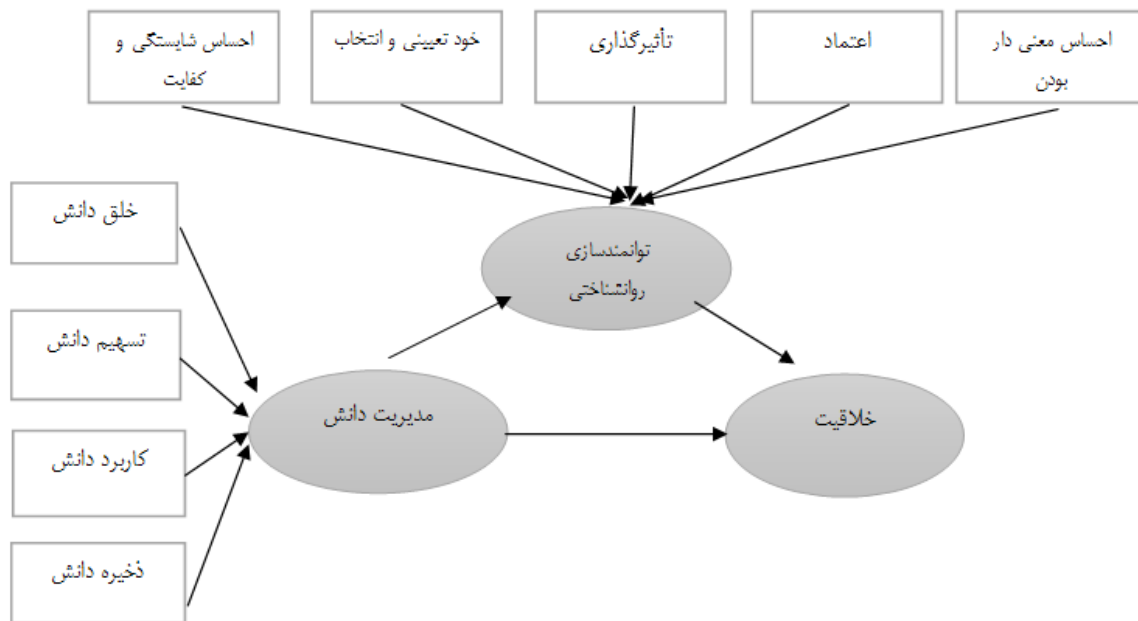 احساس معنی دار
بودن
اعتماد
تأثیرگذاری
خود تعیینی و انتخاب
احساس شایستگی و
کفایت
توانمندسازی
روانشناختی
خلق دانش
تسهیم دانش
کاربرد دانش
ذخیره دانش
مدیریت دانش
خلاقیت